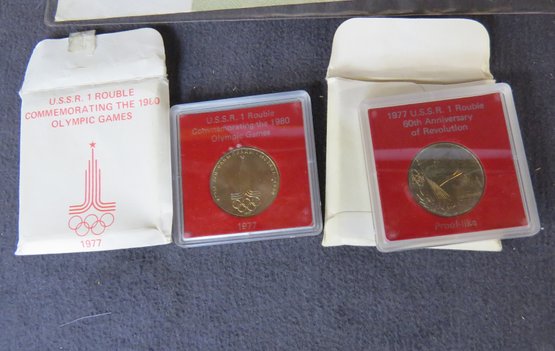 U.S.S.R. 1 ROUBLE
COMMEMORATING THE 1980
OLYMPIC GAMES
1977
U.S.S.R. 1 Rouble
Commemorating the 1980
Olympic Games
1977
1977 U.S.S.R. 1 Rouble
60th Anniversary
of Revolution
Proof-like